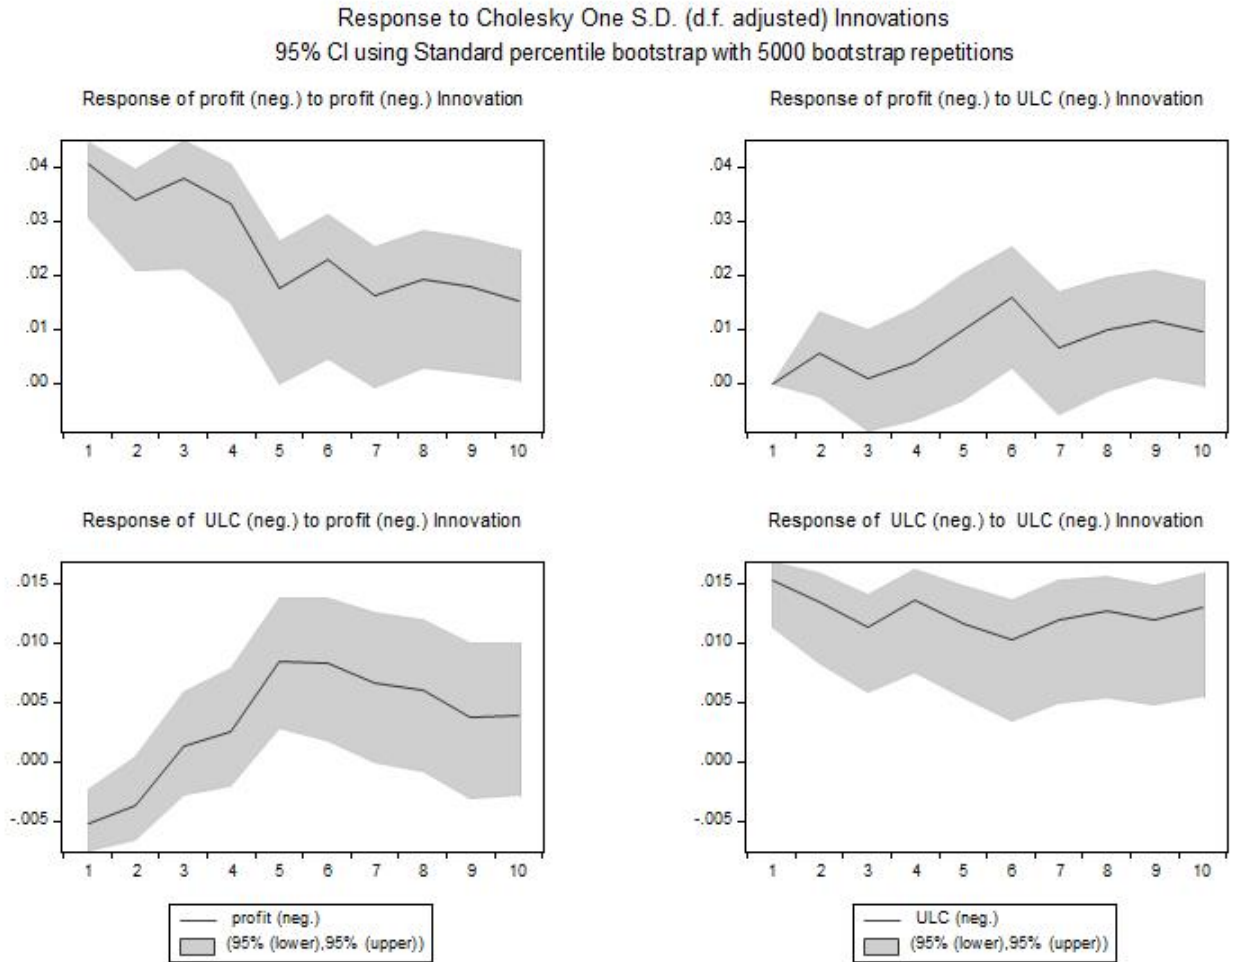 Response to Cholesky One S.D. (d.f. adjusted) Innovations
95% CI using Standard percentile bootstrap with 5000 bootstrap repetitions
Response of profit (neg.) to profit (neg.) Innovation
.04
.03
.02
.01
.00
1 2 3 4 5 6 7 8 9 10
Response of profit (neg.) to ULC (neg.) Innovation
.04
.03
.02
.01
.00
1 2 3 4 5 6 7 8 9 10
Response of ULC (neg.) to profit (neg.) Innovation
.015
.010
.005
.000
-.005
1 2 3 4 5 6 7 8 9 10
profit (neg.)
(95% (lower),95% (upper))
Response of ULC (neg.) to ULC (neg.) Innovation
.015
.010
.005
.000
-.005
1 2 3 4 5 6 7 8 9 10
ULC (neg.)
(95% (lower),95% (upper))